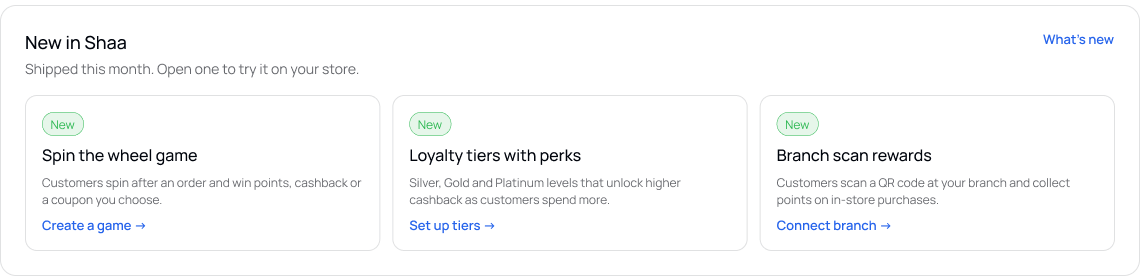 New in Shaa
What's new
Shipped this month. Open one to try it on your store.
New
Spin the wheel game
Customers spin after an order and win points, cashback or
a coupon you choose.
Create a game →
New
Loyalty tiers with perks
Silver, Gold and Platinum levels that unlock higher
cashback as customers spend more.
Set up tiers →
New
Branch scan rewards
Customers scan a QR code at your branch and collect
points on in-store purchases.
Connect branch →